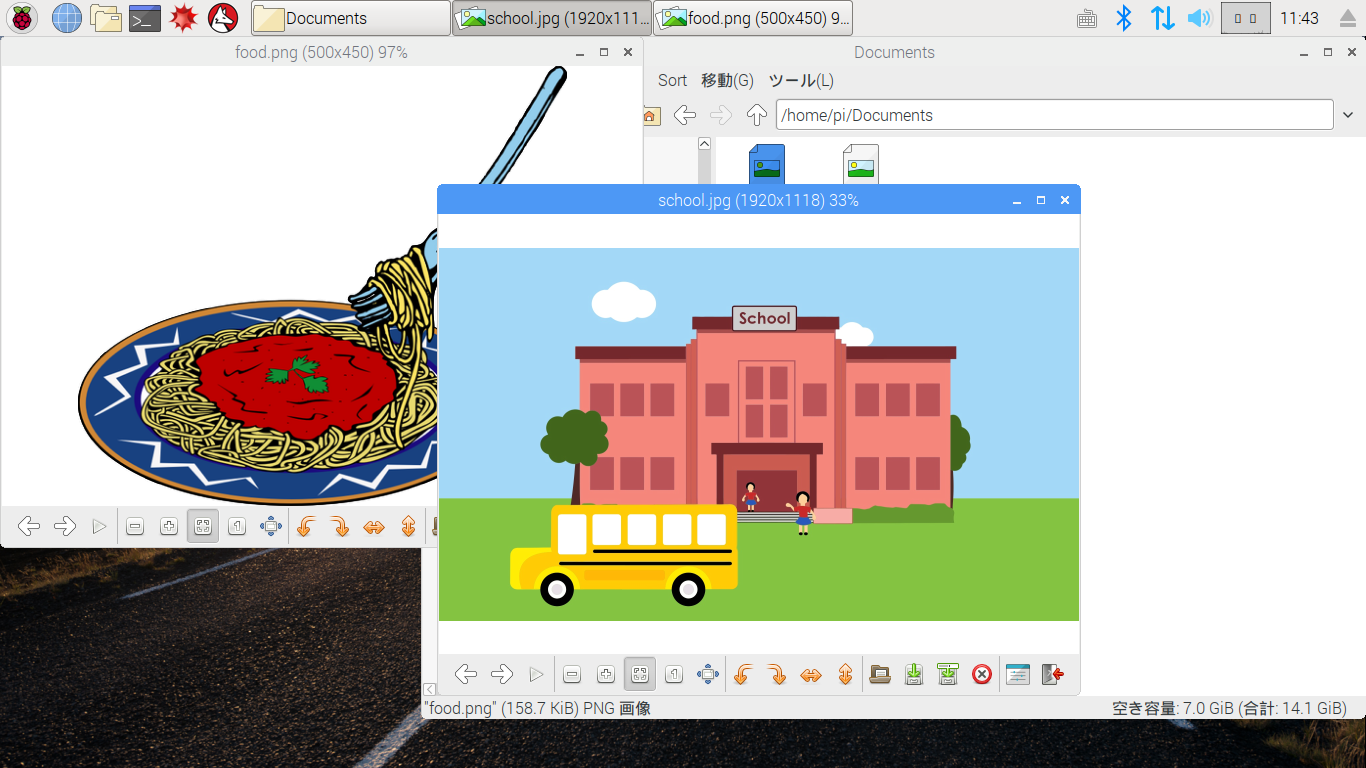 Documents
school.jpg (1920x111...
food.png (500x450) 9...
11:43
food.png (500x450) 97%
Documents
Sort 移動(G) ツール(L)
/home/pi/Documents
school.jpg (1920x1118) 33%
School
"food.png" (158.7 KiB) PNG 画像
空き容量: 7.0 GiB (合計: 14.1 GiB)